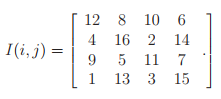 I(i, j) = [ 12 8 10 6
4 16 2 14
9 5 11 7
1 13 3 15 ] .